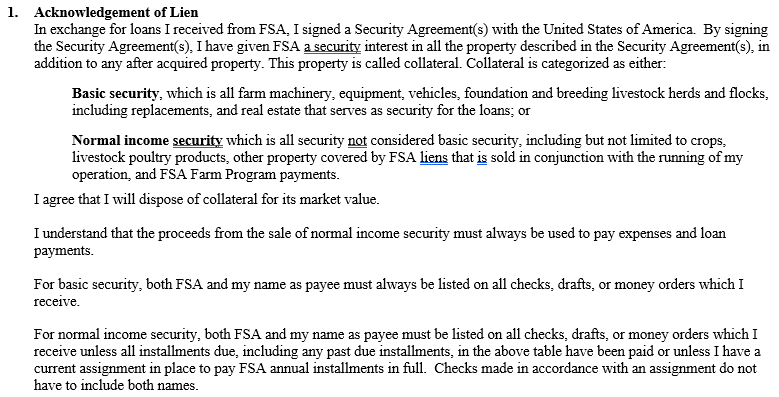 1. Acknowledgement of Lien
In exchange for loans I received from FSA, I signed a Security Agreement(s) with the United States of America. By signing
the Security Agreement(s), I have given FSA a security interest in all the property described in the Security Agreement(s), in
addition to any after acquired property. This property is called collateral. Collateral is categorized as either:
Basic security, which is all farm machinery, equipment, vehicles, foundation and breeding livestock herds and flocks,
including replacements, and real estate that serves as security for the loans; or
Normal income security which is all security not considered basic security, including but not limited to crops,
livestock poultry products, other property covered by FSA liens that is sold in conjunction with the running of my
operation, and FSA Farm Program payments.
I agree that I will dispose of collateral for its market value.
I understand that the proceeds from the sale of normal income security must always be used to pay expenses and loan
payments.
For basic security, both FSA and my name as payee must always be listed on all checks, drafts, or money orders which I
receive.
For normal income security, both FSA and my name as payee must be listed on all checks, drafts, or money orders which I
receive unless all installments due, including any past due installments, in the above table have been paid or unless I have a
current assignment in place to pay FSA annual installments in full. Checks made in accordance with an assignment do not
have to include both names.